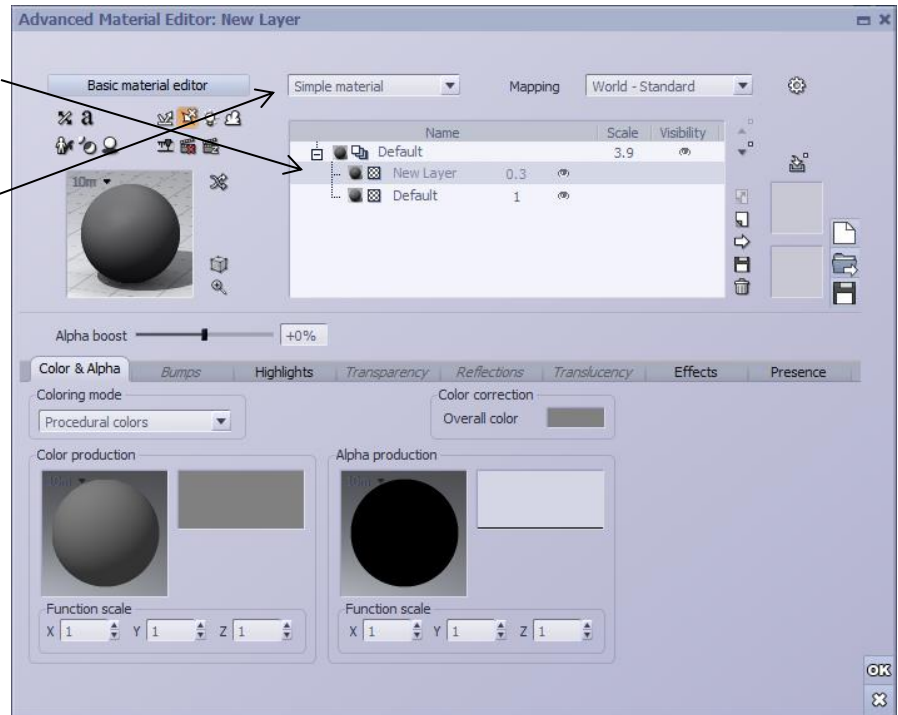 Advanced Material Editor: New Layer
Basic material editor
Simple material
Mapping
World - Standard
Name Scale Visibility
Default 3.9
New Layer 0.3
Default 1
10m
Alpha boost
+0%
Color & Alpha Bumps Highlights Transparency Reflections Translucency Effects Presence
Coloring mode
Procedural colors
Color correction
Overall color
Color production
10m
Alpha production
10m
Function scale
X 1 Y 1 Z 1
Function scale
X 1 Y 1 Z 1
OK